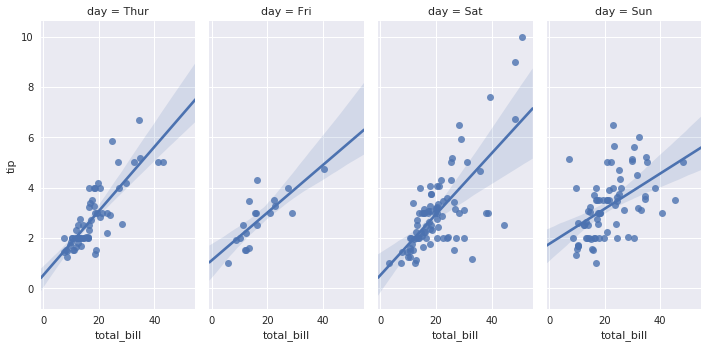 day = Thur
day = Fri
day = Sat
day = Sun
tip
10
8
6
4
2
0
0 20 40
0 20 40
0 20 40
0 20 40
total_bill
total_bill
total_bill
total_bill